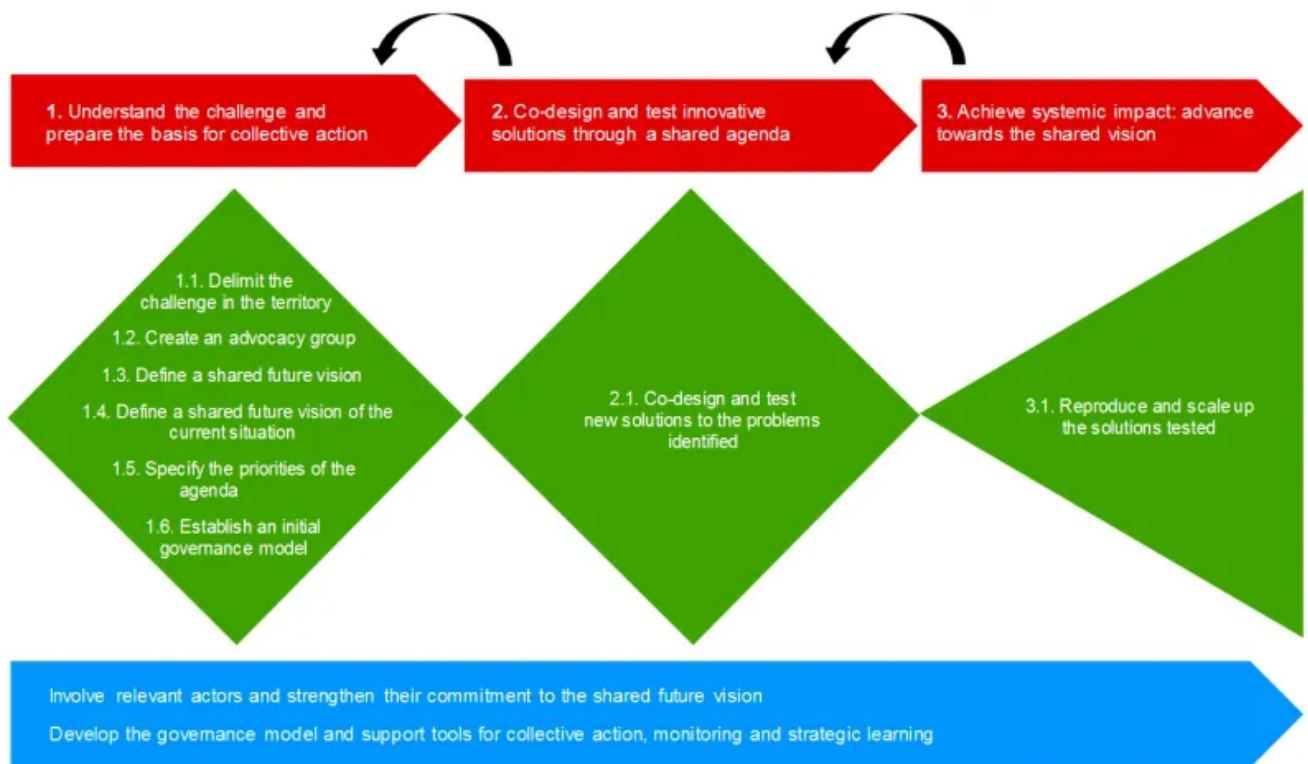 1. Understand the challenge and
prepare the basis for collective action
2. Co-design and test innovative
solutions through a shared agenda
3. Achieve systemic impact: advance
towards the shared vision
1.1. Delimit the
challenge in the territory
1.2. Create an advocacy group
1.3. Define a shared future vision
1.4. Define a shared future vision of the
current situation
1.5. Specify the priorities of the
agenda
1.6. Establish an initial
governance model
2.1. Co-design and test
new solutions to the problems
identified
3.1. Reproduce and scale up
the solutions tested
Involve relevant actors and strengthen their commitment to the shared future vision
Develop the governance model and support tools for collective action, monitoring and strategic learning